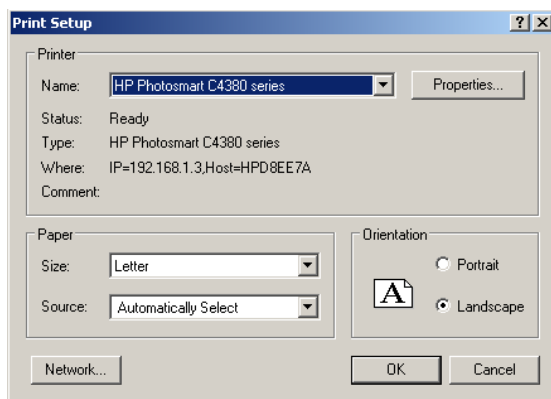 Print Setup
Printer
Name: HP Photosmart C4380 series Properties...
Status: Ready
Type: HP Photosmart C4380 series
Where: IP=192.168.1.3,Host=HPD8EE7A
Comment:
Paper
Size: Letter
Source: Automatically Select
Orientation
A
Portrait
Landscape
Network... OK Cancel